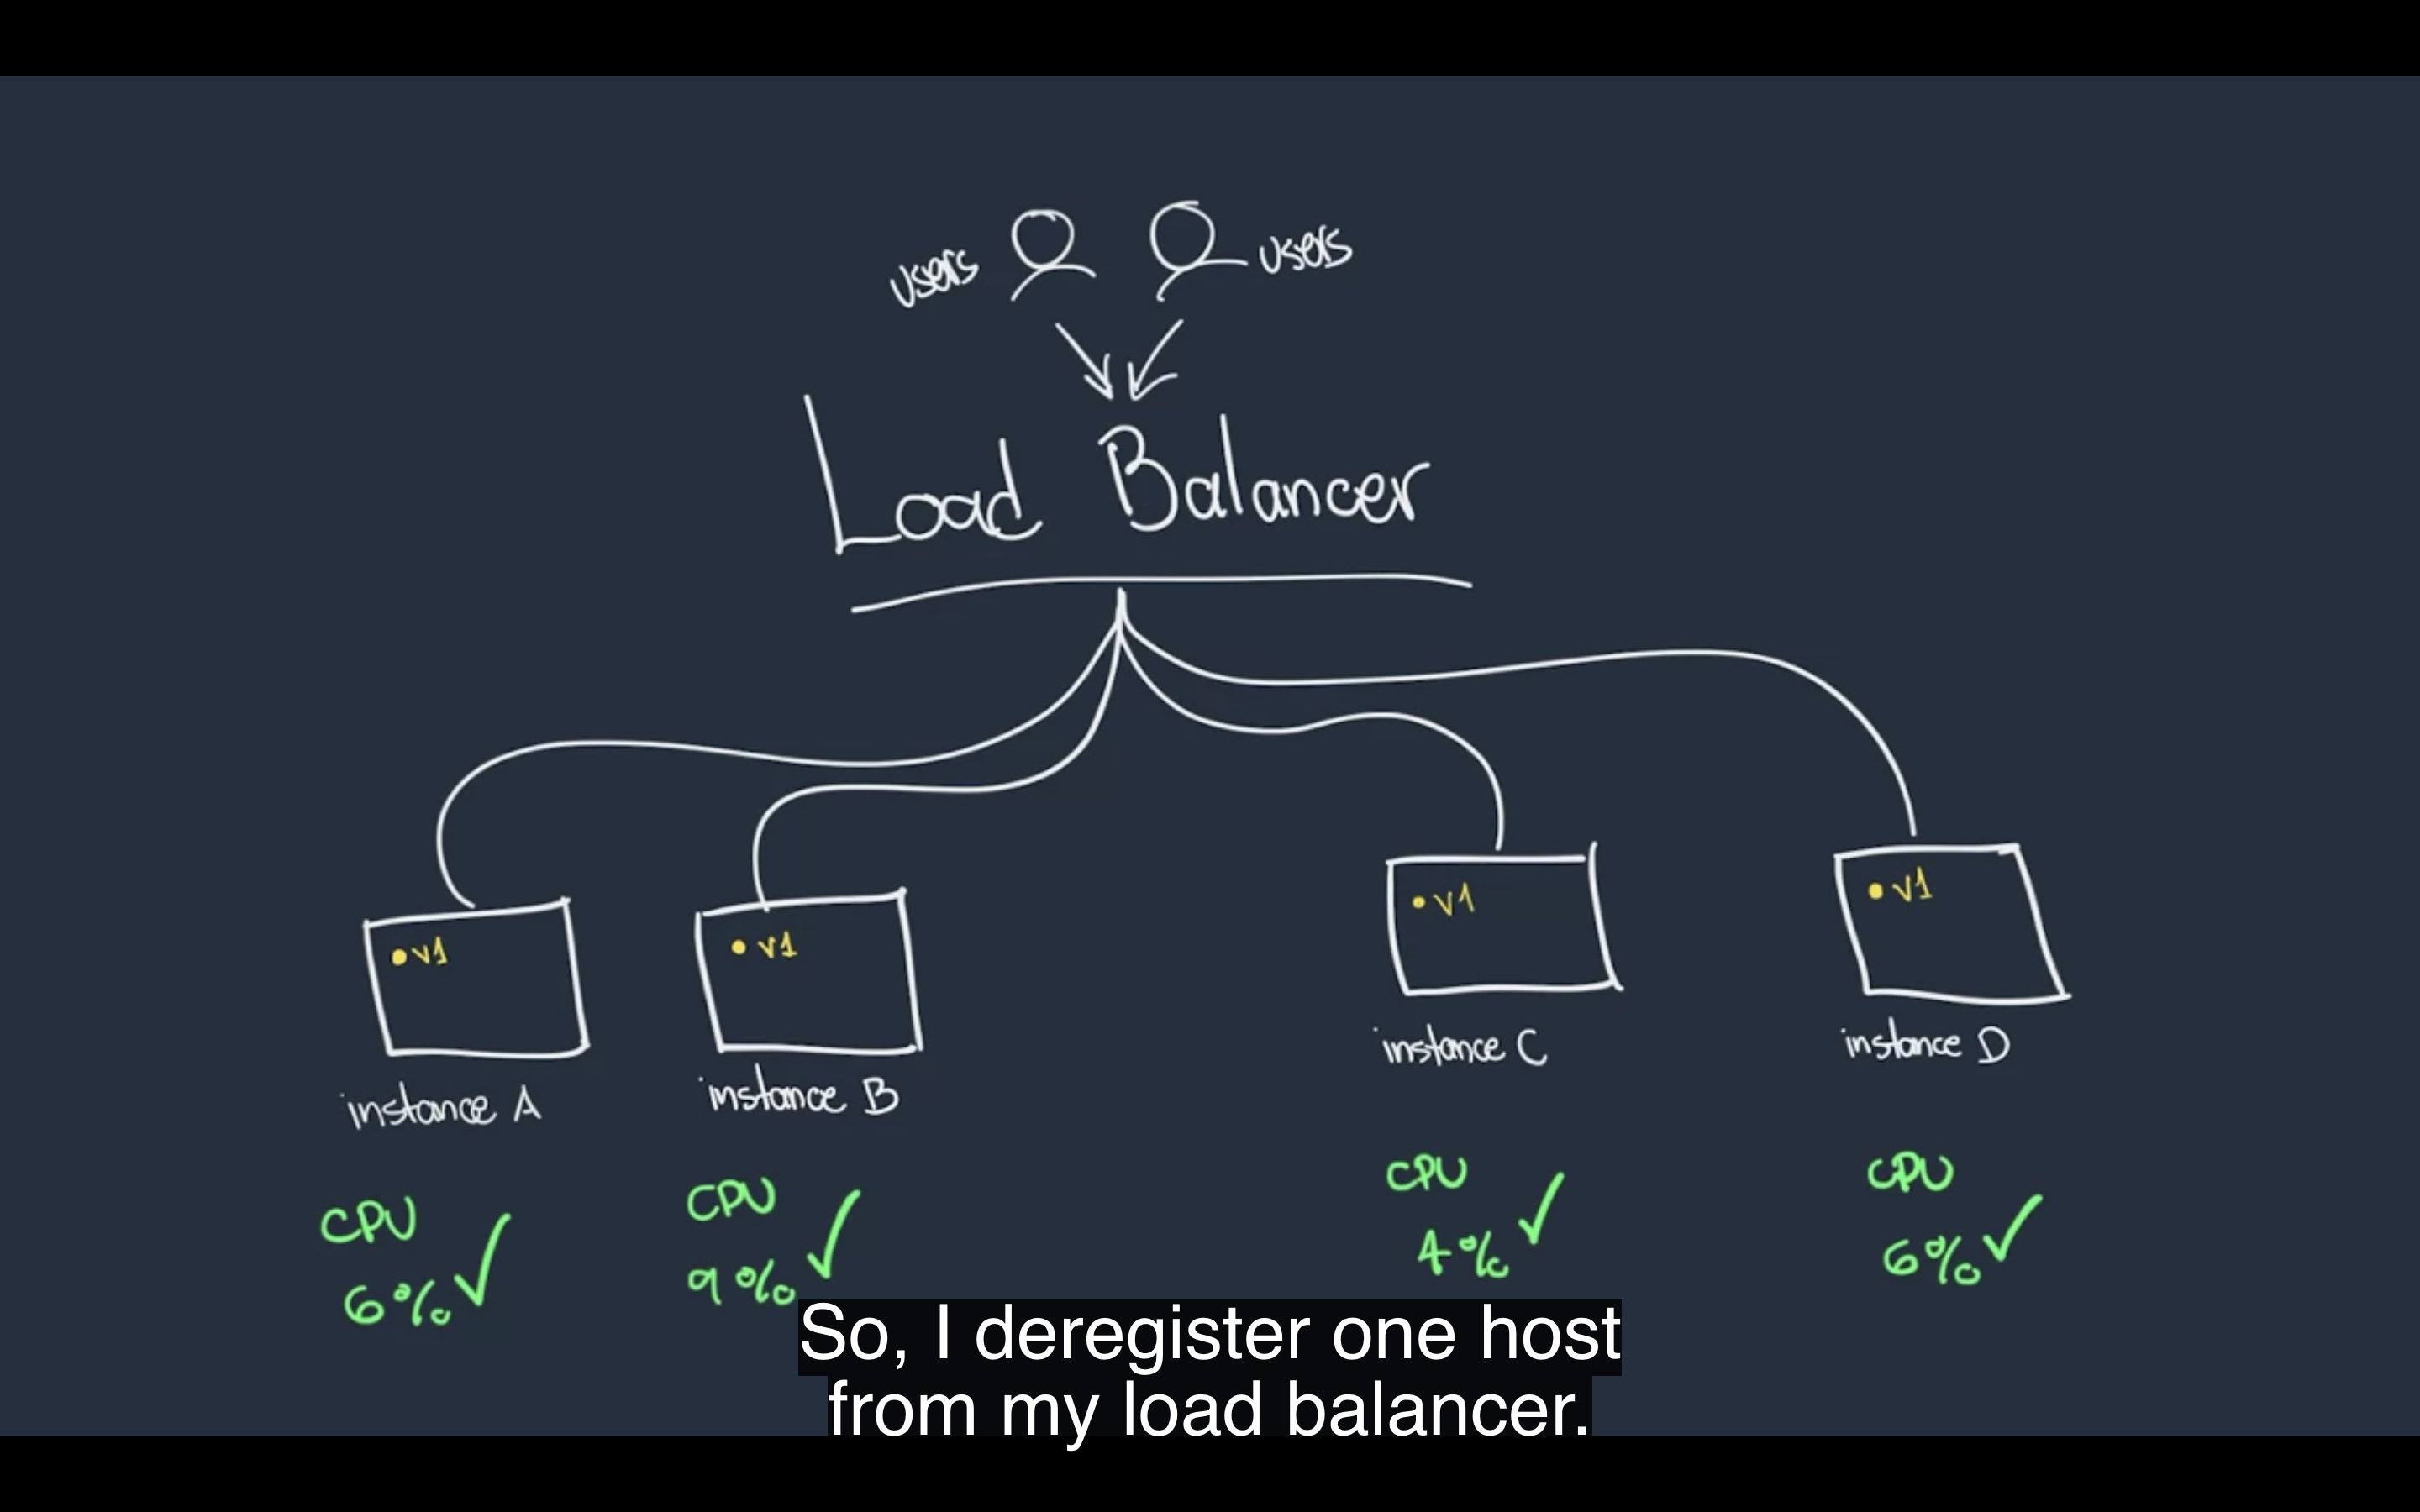 users
users
Load Balancer
v1
v1
v1
v1
instance A
instance B
instance C
instance D
CPU
6%
CPU
9%
CPU
4%
CPU
6%
So, I deregister one host
from my load balancer.